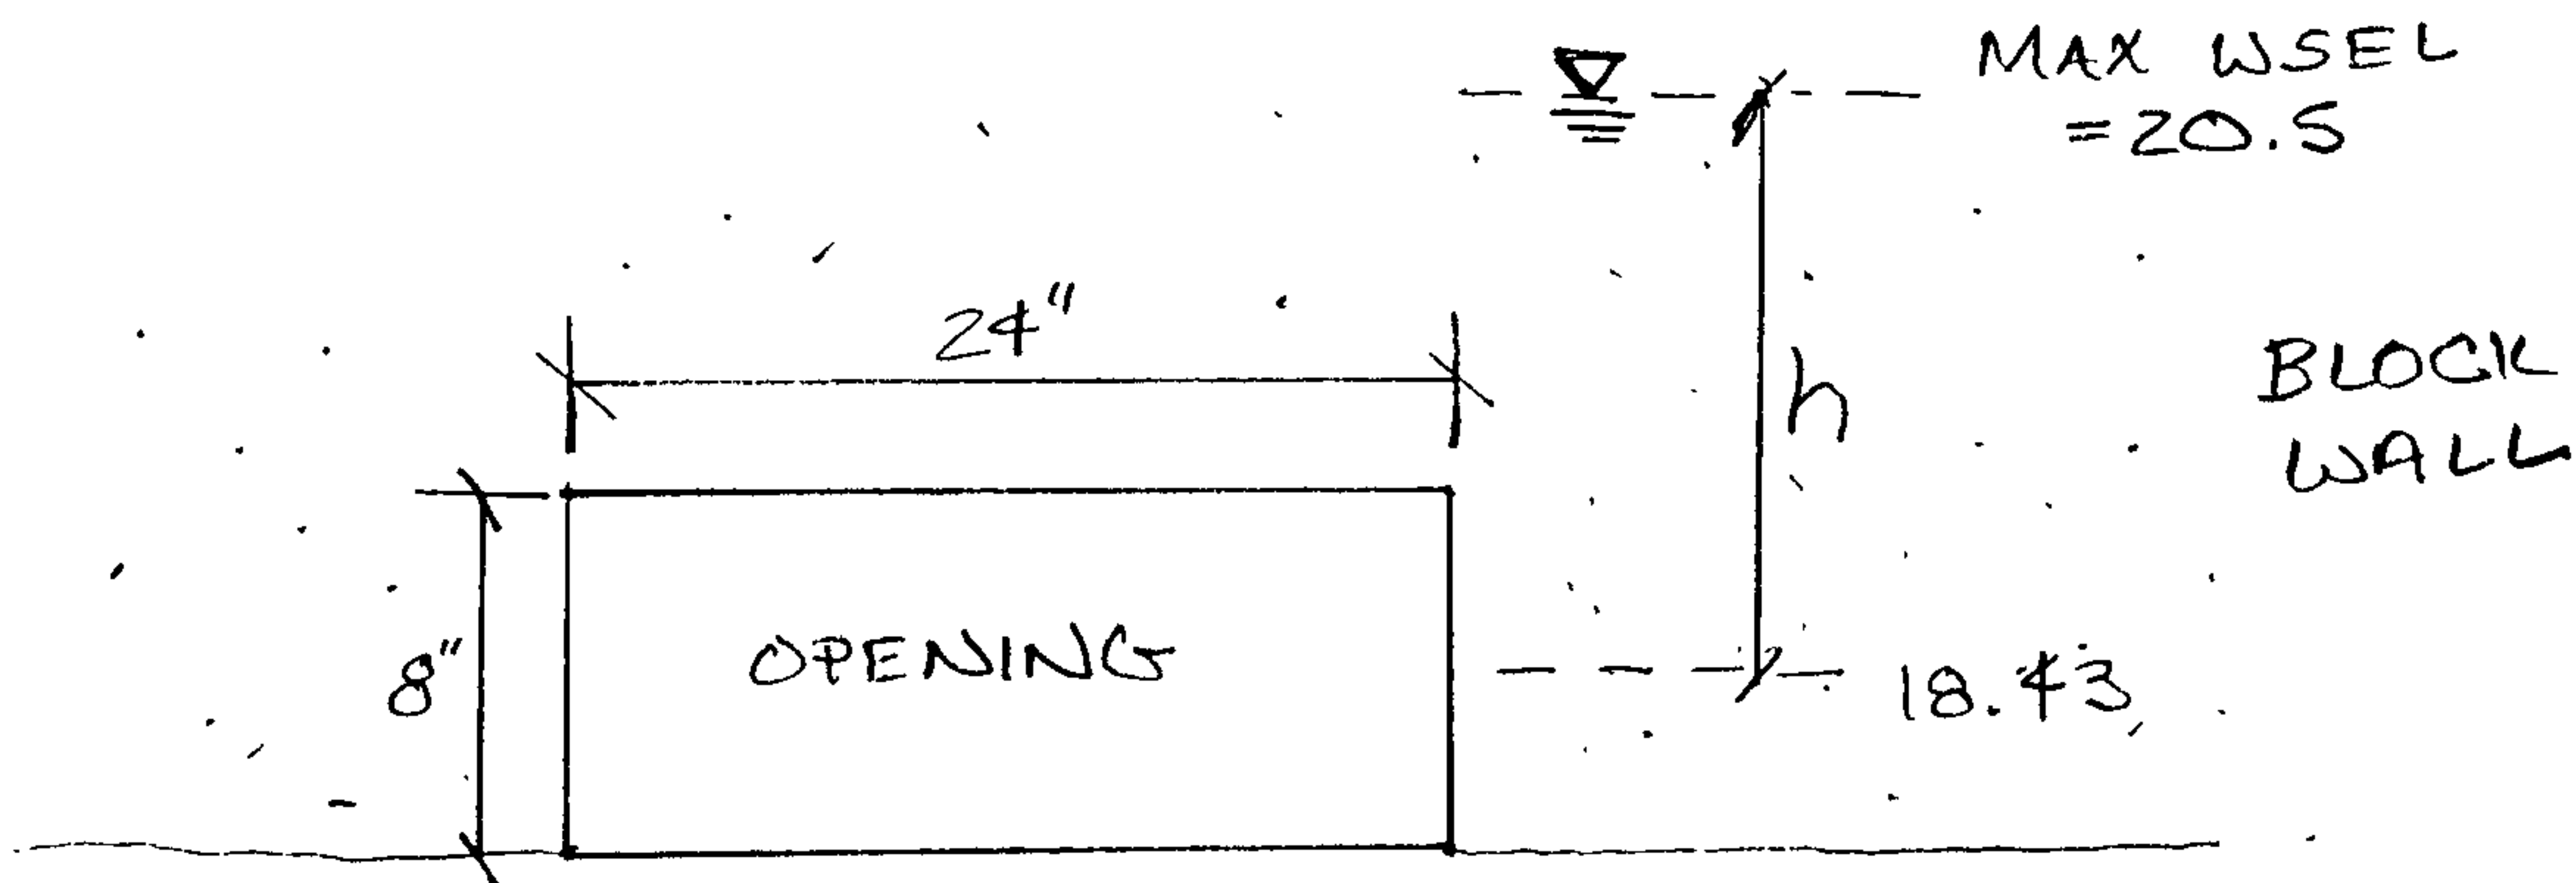 MAX WSEL
=20.5
24"
h
BLOCK
WALL
8"
OPENING
18.43